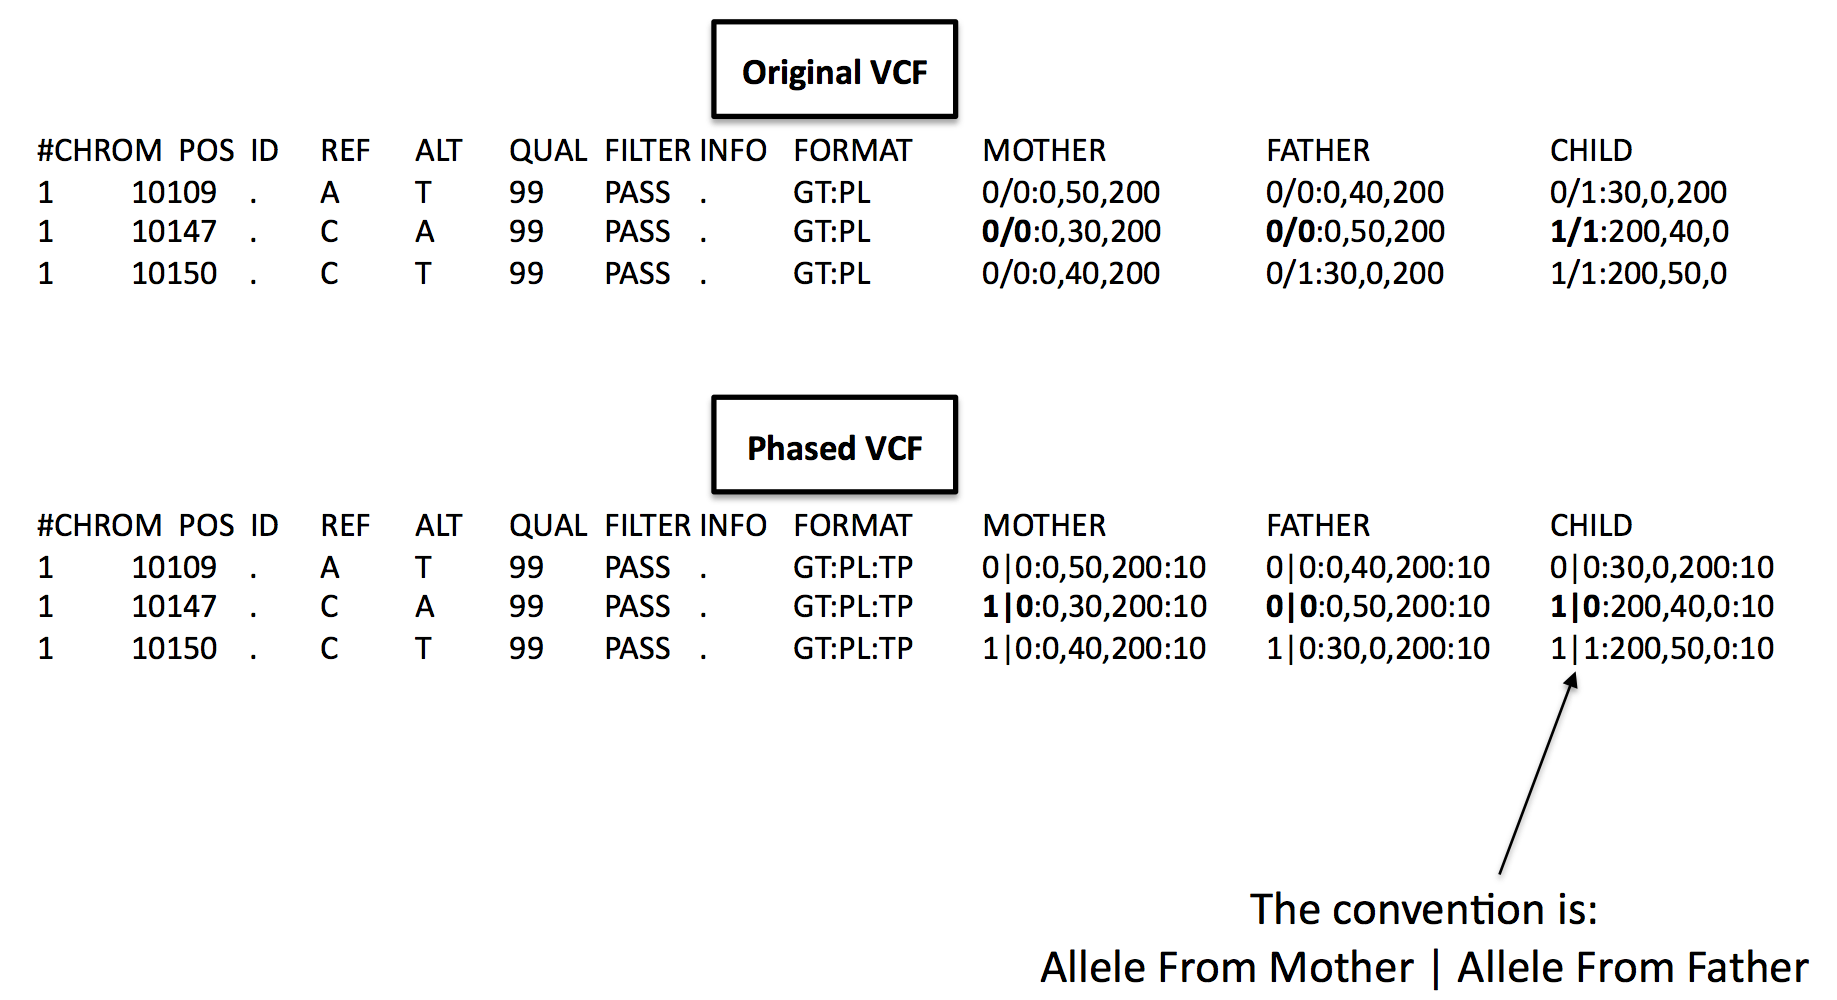 Original VCF
#CHROM POS ID REF ALT QUAL FILTER INFO FORMAT MOTHER FATHER CHILD
1 10109 . A T 99 PASS . GT:PL 0/0:0,50,200 0/0:0,40,200 0/1:30,0,200
1 10147 . C A 99 PASS . GT:PL 0/0:0,30,200 0/0:0,50,200 1/1:200,40,0
1 10150 . C T 99 PASS . GT:PL 0/0:0,40,200 0/1:30,0,200 1/1:200,50,0
Phased VCF
#CHROM POS ID REF ALT QUAL FILTER INFO FORMAT MOTHER FATHER CHILD
1 10109 . A T 99 PASS . GT:PL:TP 0|0:0,50,200:10 0|0:0,40,200:10 0|0:30,0,200:10
1 10147 . C A 99 PASS . GT:PL:TP 1|0:0,30,200:10 0|0:0,50,200:10 1|0:200,40,0:10
1 10150 . C T 99 PASS . GT:PL:TP 1|0:0,40,200:10 1|0:30,0,200:10 1|1:200,50,0:10
The convention is:
Allele From Mother | Allele From Father